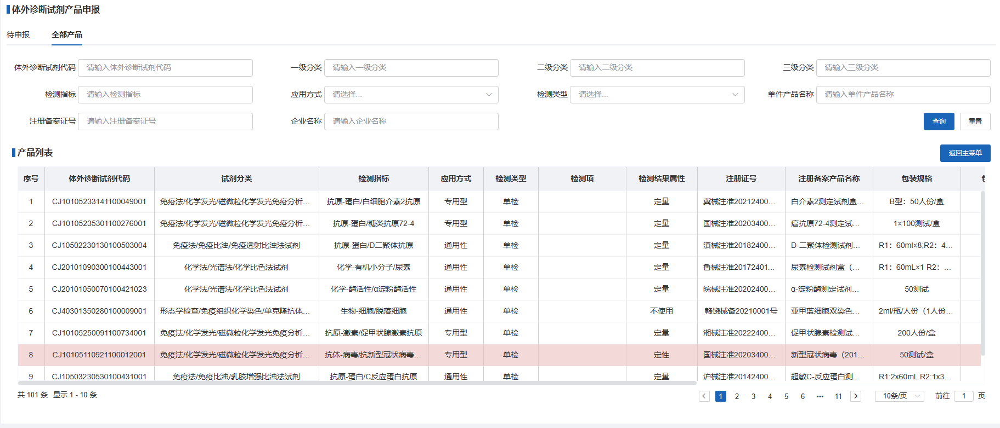 体外诊断试剂产品申报
待申报 全部产品
体外诊断试剂代码 请输入体外诊断试剂代码 一级分类 请输入一级分类 二级分类 请输入二级分类 三级分类 请输入三级分类
检测指标 请输入检测指标 应用方式 请选择... 检测类型 请选择... 单件产品名称 请输入单件产品名称
注册备案证号 请输入注册备案证号 企业名称 请输入企业名称 查询 重置
产品列表 返回主菜单
序号 体外诊断试剂代码 试剂分类 检测指标 应用方式 检测类型 检测项 检测结果属性 注册证号 注册备案产品名称 包装规格
1 CJ10105233141100049001 免疫法/化学发光/磁微粒化学发光免疫分析... 抗原-蛋白/白细胞介素2抗原 专用型 单检 定量 冀械注准20212400... 白介素2测定试剂盒... B型：50人份/盒
2 CJ10105235301100276001 免疫法/化学发光/磁微粒化学发光免疫分析... 抗原-蛋白/糖类抗原72-4 专用型 单检 定量 国械注准20203400... 癌抗原72-4测定试... 1×100测试/盒
3 CJ10502230130100503004 免疫法/免疫比浊/免疫透射比浊法试剂 抗原-蛋白/D二聚体抗原 通用性 单检 定量 滇械注准20182400... D-二聚体检测试剂... R1：60ml×8;R2：4...
4 CJ20101090300100443001 化学法/光谱法/化学比色法试剂 化学-有机小分子/尿素 通用性 单检 定量 鲁械注准20172401... 尿素检测试剂盒（... R1：60mL×1 R2：...
5 CJ20101050070100421023 化学法/光谱法/化学比色法试剂 化学-酶活性/α淀粉酶活性 通用性 单检 定量 皖械注准20202400... α-淀粉酶测定试剂... 50测试
6 CJ40301350280100009001 形态学检查/免疫组织化学染色/单克隆抗体... 生物-细胞/脱落细胞 通用性 单检 不使用 赣饶械备20210001号 亚甲蓝细胞双染色... 2ml/瓶/人份（1人份...
7 CJ10105250091100734001 免疫法/化学发光/磁微粒化学发光免疫分析... 抗原-激素/促甲状腺激素抗原 专用型 单检 定量 湘械注准20222400... 促甲状腺素检测试... 200人份/盒
8 CJ10105110921100012001 免疫法/化学发光/磁微粒化学发光免疫分析... 抗体-病毒/抗新型冠状病毒... 专用型 单检 定性 国械注准20203400... 新型冠状病毒（201... 50测试/盒
9 CJ10503230530100431001 免疫法/免疫比浊/乳胶增强比浊法试剂 抗原-蛋白/C反应蛋白抗原 通用性 单检 定量 沪械注准20142400... 超敏C-反应蛋白测... R1:2x60mL R2:1x3...
共 101 条 显示 1 - 10 条 1 2 3 4 5 6 ••• 11 10条/页 前往 1 页